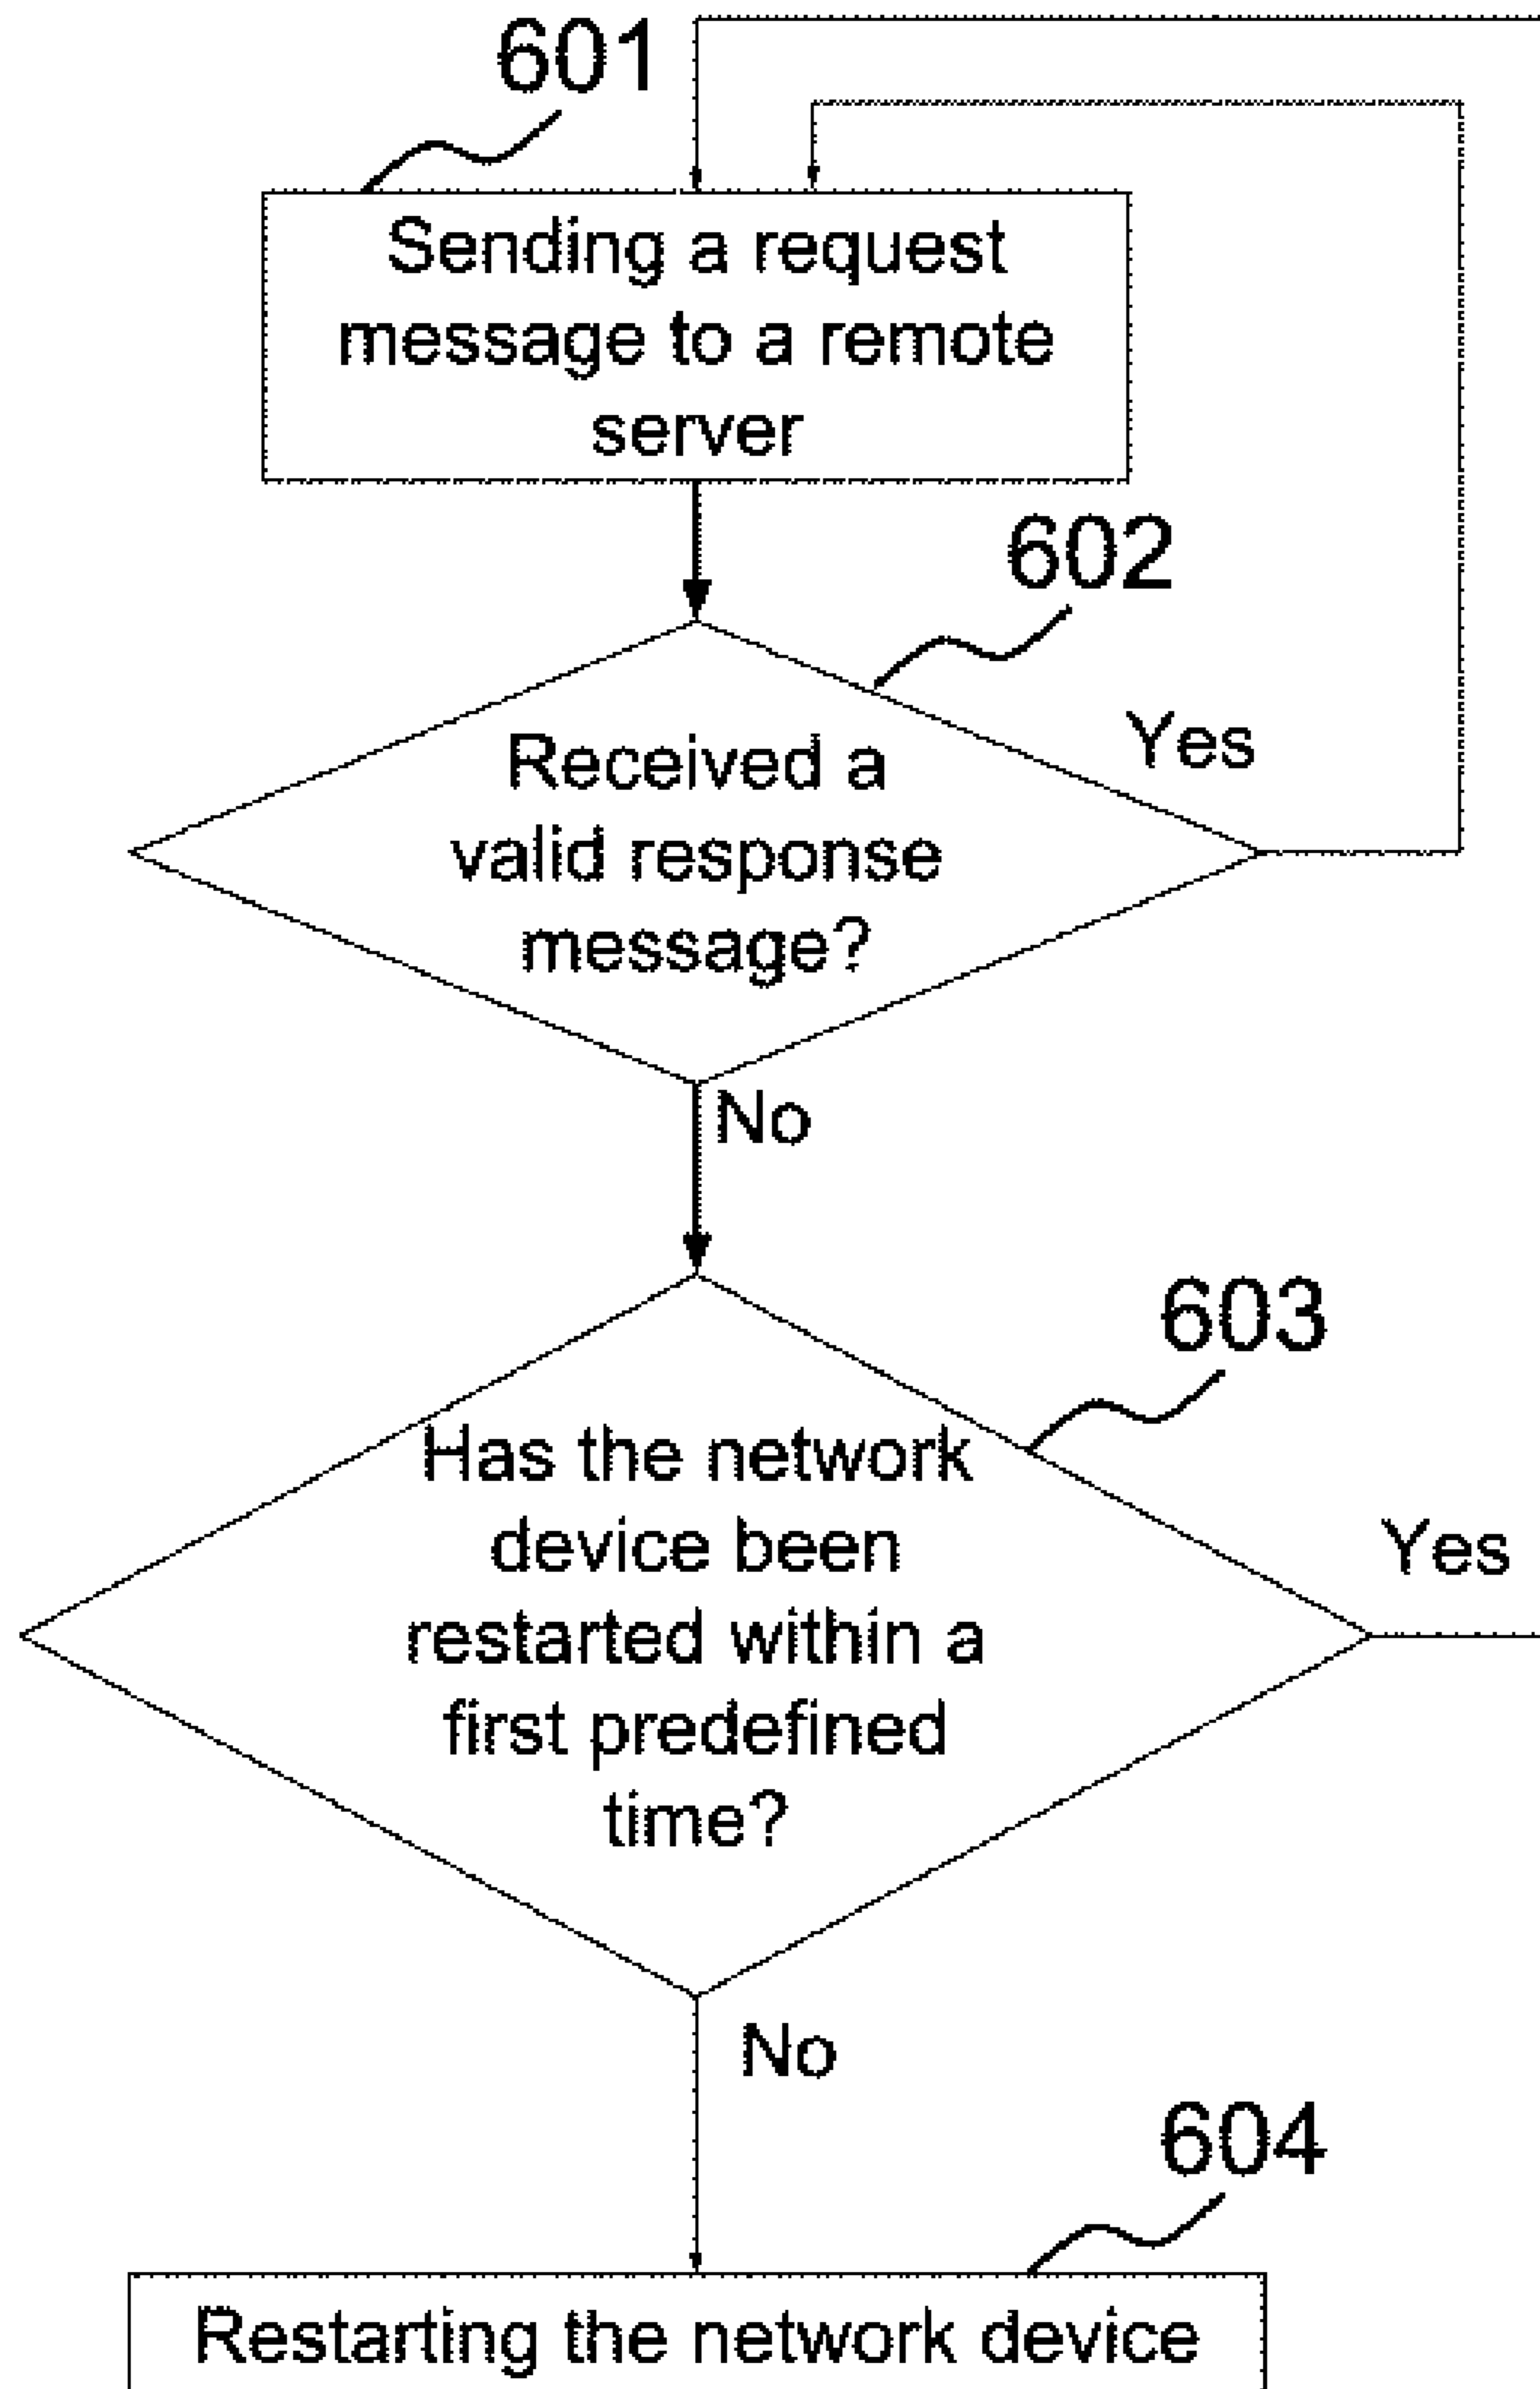 601
Sending a request
message to a remote
server
602
Received a
valid response
message?
Yes
No
603
Has the network
device been
restarted within a
first predefined
time?
Yes
No
604
Restarting the network device